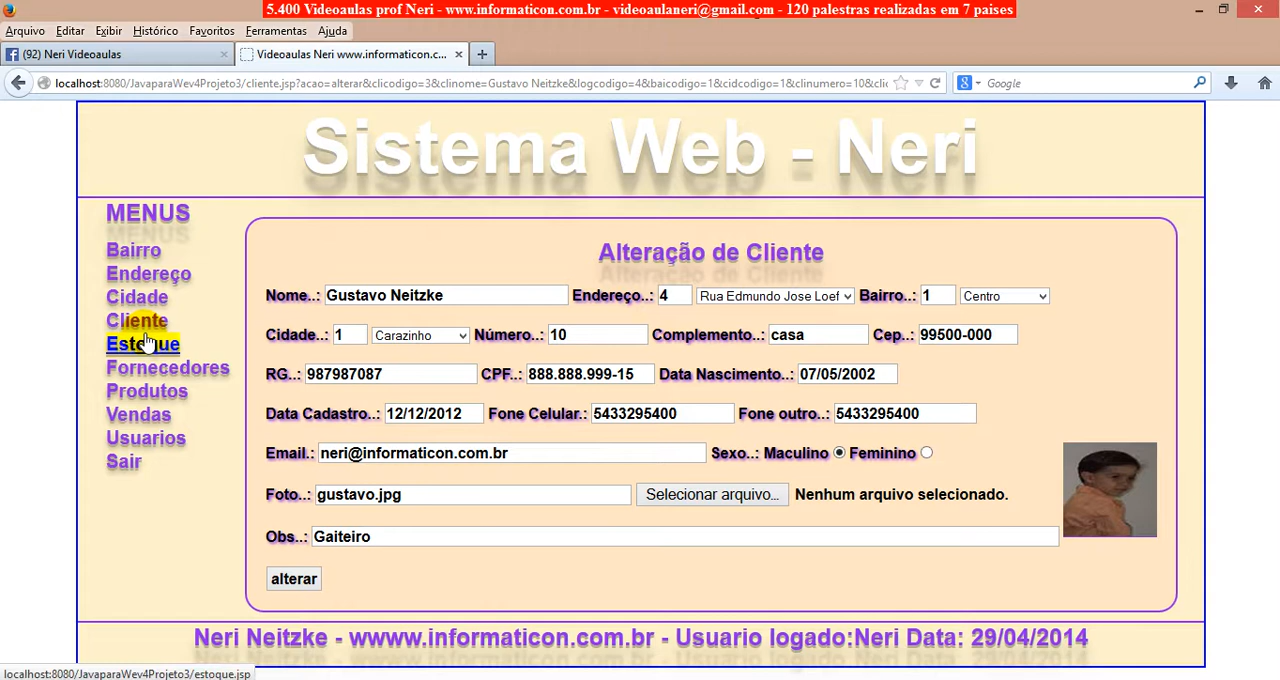 5.400 Videoaulas prof Neri - www.informaticon.com.br - videoaulaneri@gmail.com - 120 palestras realizadas em 7 paises
Arquivo Editar Exibir Histórico Favoritos Ferramentas Ajuda
(92) Neri Videoaulas
Videoaulas Neri www.informaticon.c...
localhost:8080/JavaparaWev4Projeto3/cliente.jsp?acao=alterar&clicodigo=3&clinome=Gustavo Neitzke&logcodigo=4&baicodigo=1&cidcodigo=1&clinumero=10&clic
Google
Sistema Web - Neri
MENUS
Bairro
Endereço
Cidade
Cliente
Estoque
Fornecedores
Produtos
Vendas
Usuarios
Sair
Alteração de Cliente
Nome..: Gustavo Neitzke Endereço..: 4 Rua Edmundo Jose Loef Bairro..: 1 Centro
Cidade..: 1 Carazinho Número..: 10 Complemento..: casa Cep..: 99500-000
RG..: 987987087 CPF..: 888.888.999-15 Data Nascimento..: 07/05/2002
Data Cadastro..: 12/12/2012 Fone Celular.: 5433295400 Fone outro..: 5433295400
Email.: neri@informaticon.com.br Sexo..: Maculino Feminino
Foto..: gustavo.jpg Selecionar arquivo... Nenhum arquivo selecionado.
Obs..: Gaiteiro
alterar
Neri Neitzke - wwww.informaticon.com.br - Usuario logado:Neri Data: 29/04/2014
localhost:8080/JavaparaWev4Projeto3/estoque.jsp